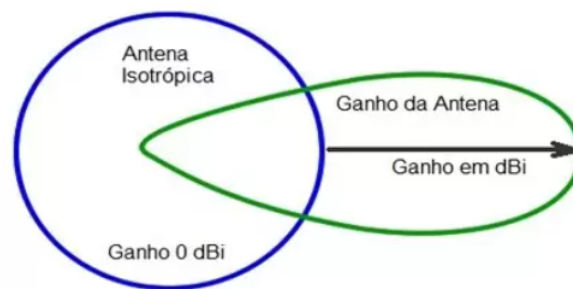 Antena
Isotrópica
Ganho da Antena
Ganho em dBi
Ganho 0 dBi